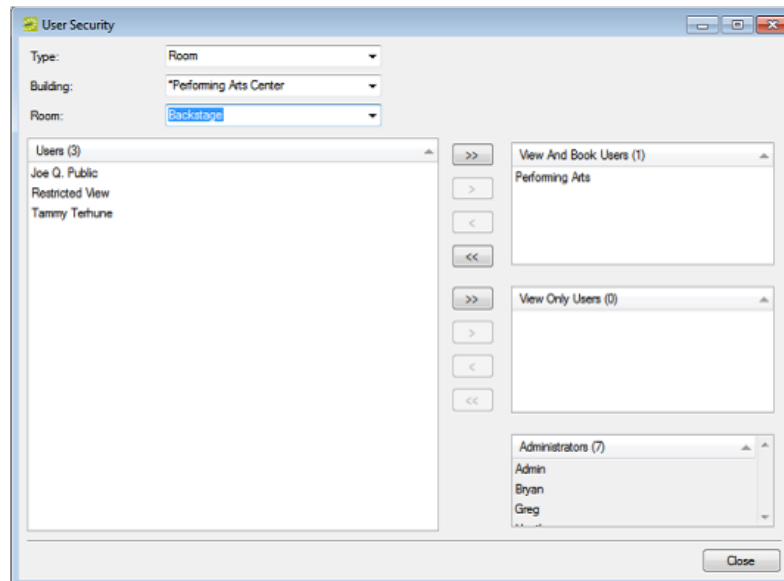 User Security
Type: Room
Building: *Performing Arts Center
Room: Backstage
Users (3)
Joe Q. Public
Restricted View
Tammy Terhune
>>
>
<
<<
View And Book Users (1)
Performing Arts
>>
>
<
<<
View Only Users (0)
Administrators (7)
Admin
Bryan
Greg
Close